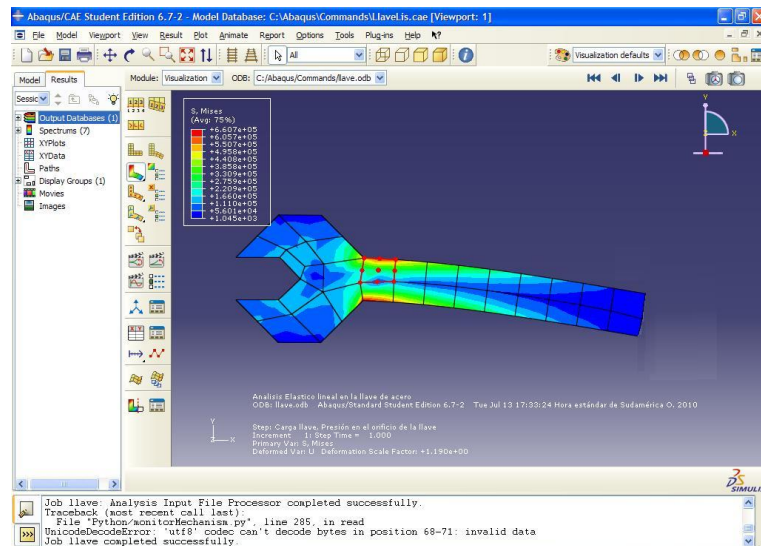 Abaqus/CAE Student Edition 6.7-2 - Model Database: C:\Abaqus\Commands\LlaveLis.cae [Viewport: 1]
File Model Viewport View Result Plot Animate Report Options Tools Plug-ins Help
All
Visualization defaults
Model Results
Module: Visualization ODB: C:/Abaqus/Commands/llave.odb
Output Databases (1)
Spectrums (7)
XYPlots
XYData
Paths
Display Groups (1)
Movies
Images
S, Mises
(Avg: 75%)
+6.607e+05
+6.057e+05
+5.507e+05
+4.958e+05
+4.408e+05
+3.858e+05
+3.309e+05
+2.759e+05
+2.209e+05
+1.660e+05
+1.110e+05
+5.601e+04
+1.045e+03
Y
X
Z
Analisis Elastico lineal en la llave de acero
ODB: llave.odb Abaqus/Standard Student Edition 6.7-2 Tue Jul 13 17:33:24 Hora estándar de Sudamérica O. 2010
Y
X
Step: Carga llave, Presión en el orificio de la llave
Increment 1: Step Time = 1.000
Primary Var: S, Mises
Deformed Var: U Deformation Scale Factor: +1.190e+00
SIMULIA
Job llave: Analysis Input File Processor completed successfully.
Traceback (most recent call last):
File "Python/monitorMechanism.py", line 285, in read
UnicodeDecodeError: 'utf8' codec can't decode bytes in position 68-71: invalid data
Job llave completed successfully.